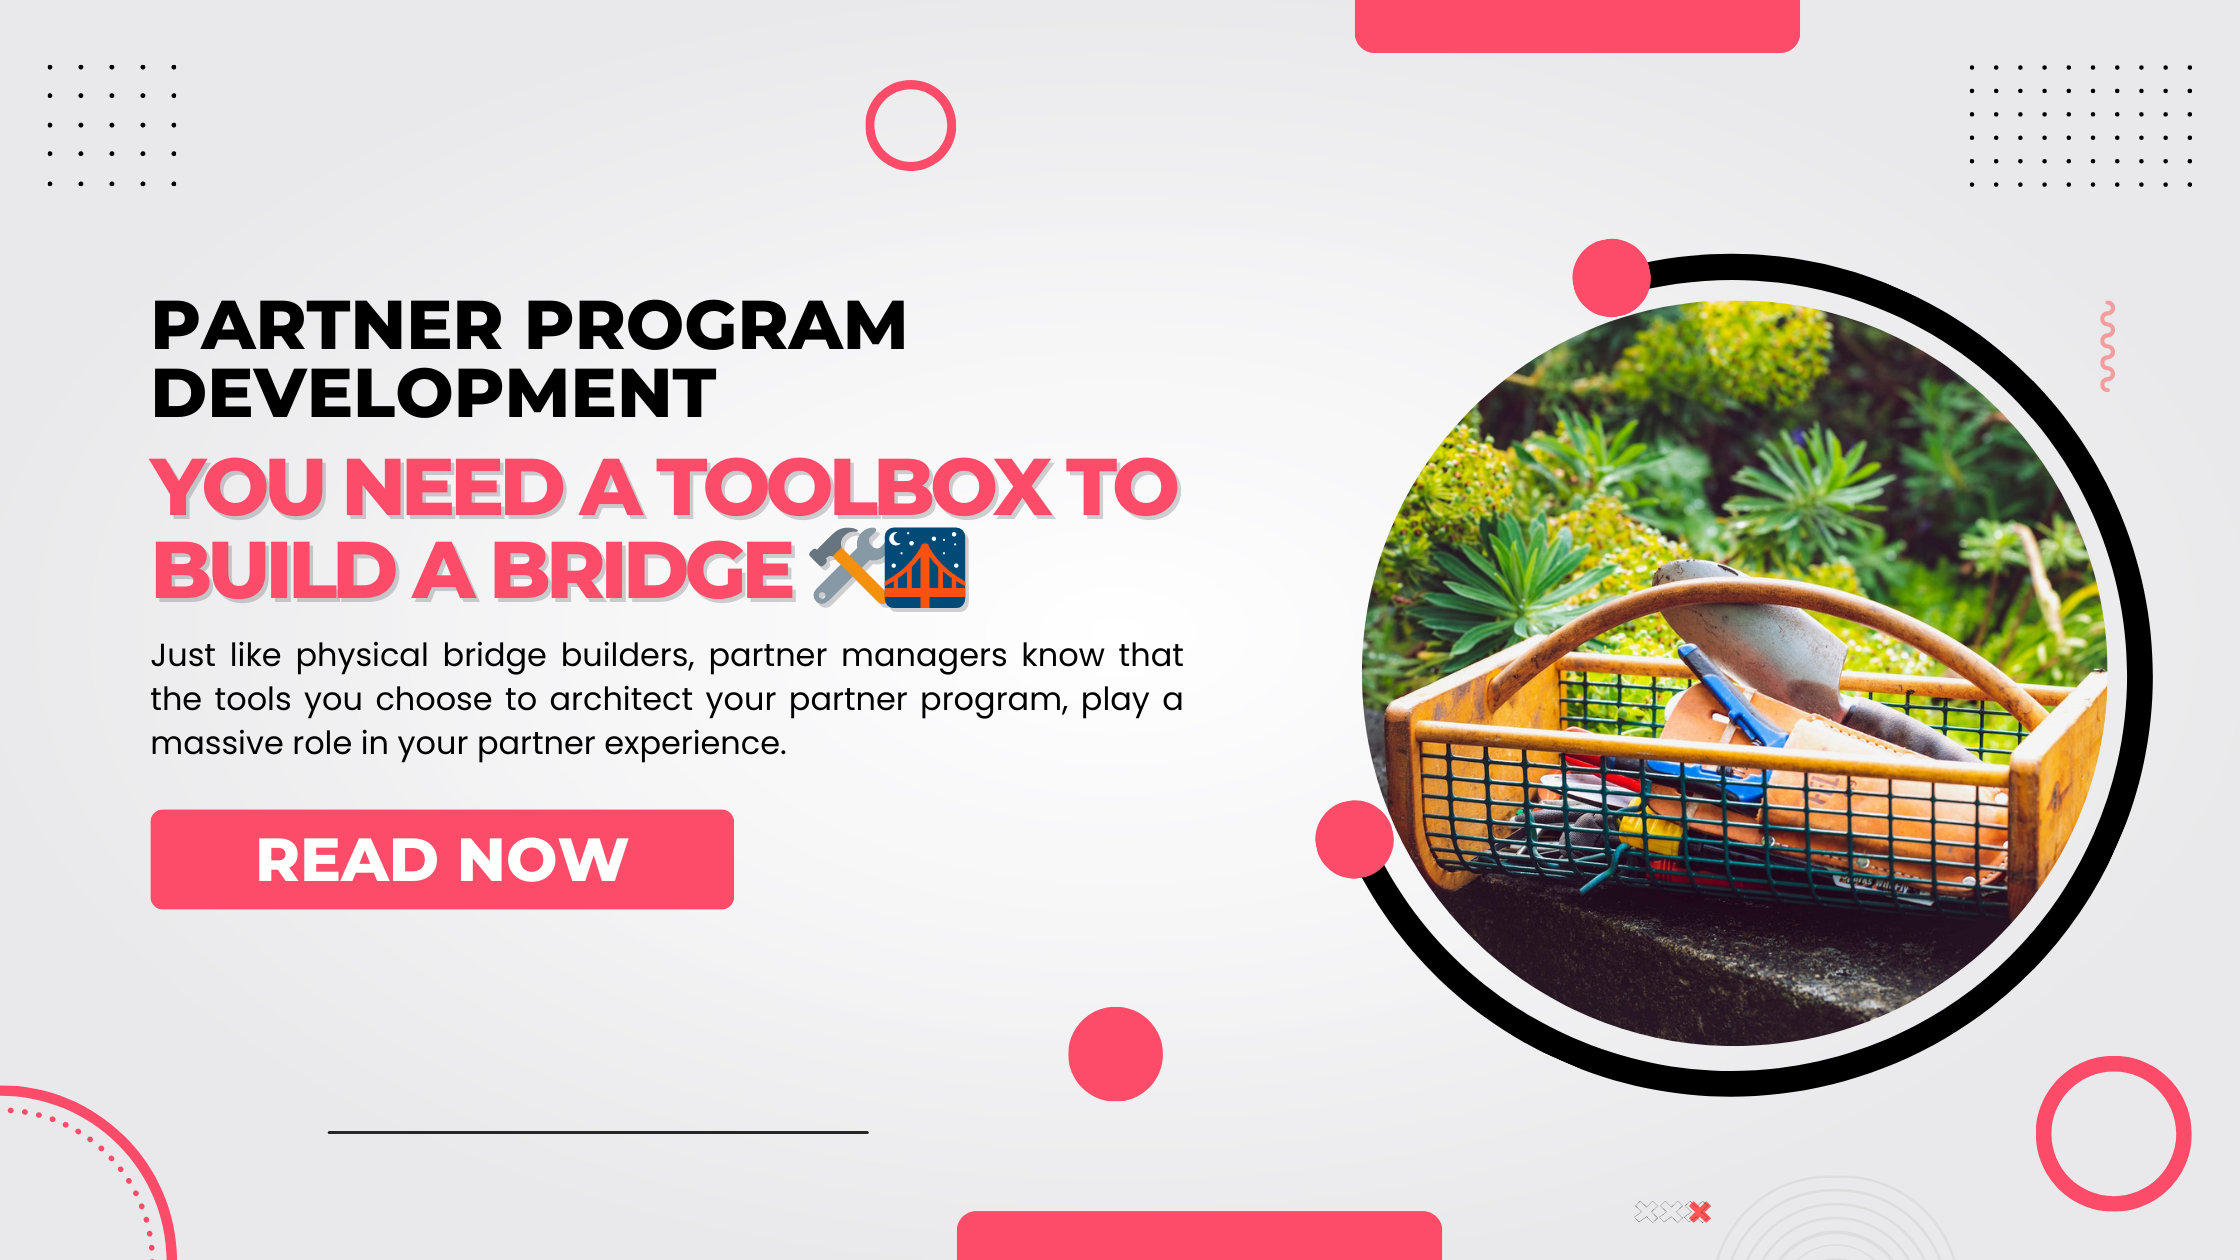 PARTNER PROGRAM
DEVELOPMENT
YOU NEED A TOOLBOX TO
BUILD A BRIDGE 🛠️🌉
Just like physical bridge builders, partner managers know that
the tools you choose to architect your partner program, play a
massive role in your partner experience.
READ NOW